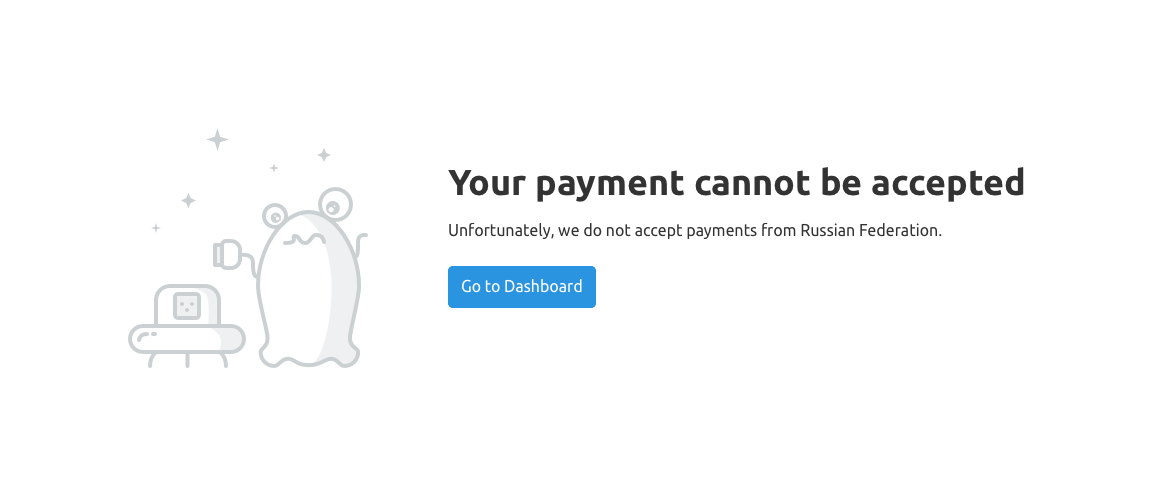 Your payment cannot be accepted
Unfortunately, we do not accept payments from Russian Federation.
Go to Dashboard